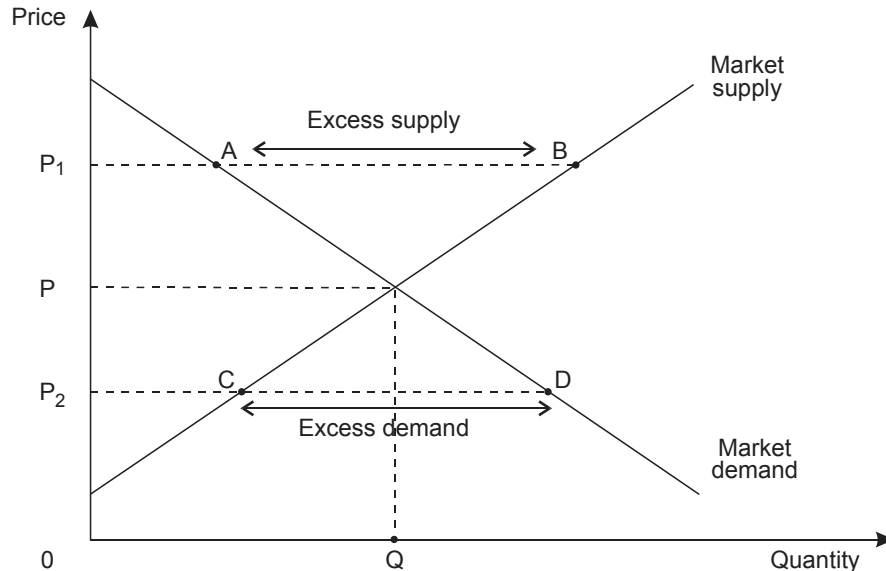 Price
Market
supply
Excess supply
A
B
P1
P
C
D
P2
Excess demand
Market
demand
0
Q
Quantity